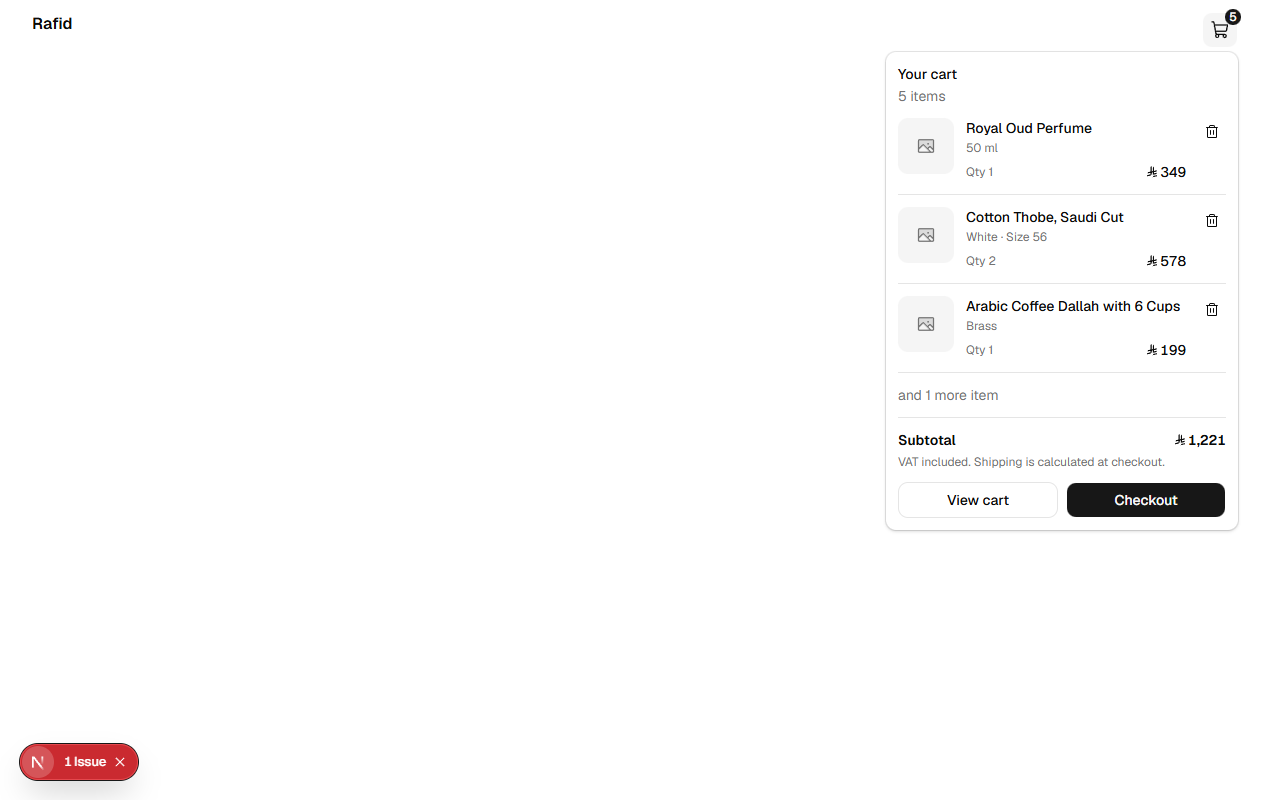 Rafid
5
Your cart
5 items
Royal Oud Perfume
50 ml
Qty 1
⃁ 349
Cotton Thobe, Saudi Cut
White · Size 56
Qty 2
⃁ 578
Arabic Coffee Dallah with 6 Cups
Brass
Qty 1
⃁ 199
and 1 more item
Subtotal
⃁ 1,221
VAT included. Shipping is calculated at checkout.
View cart
Checkout
N
1 Issue